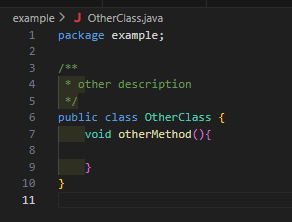 example > J OtherClass.java
1 package example;
2
3 /**
4  * other description
5  */
6 public class OtherClass {
7     void otherMethod(){
8
9     }
10 }
11